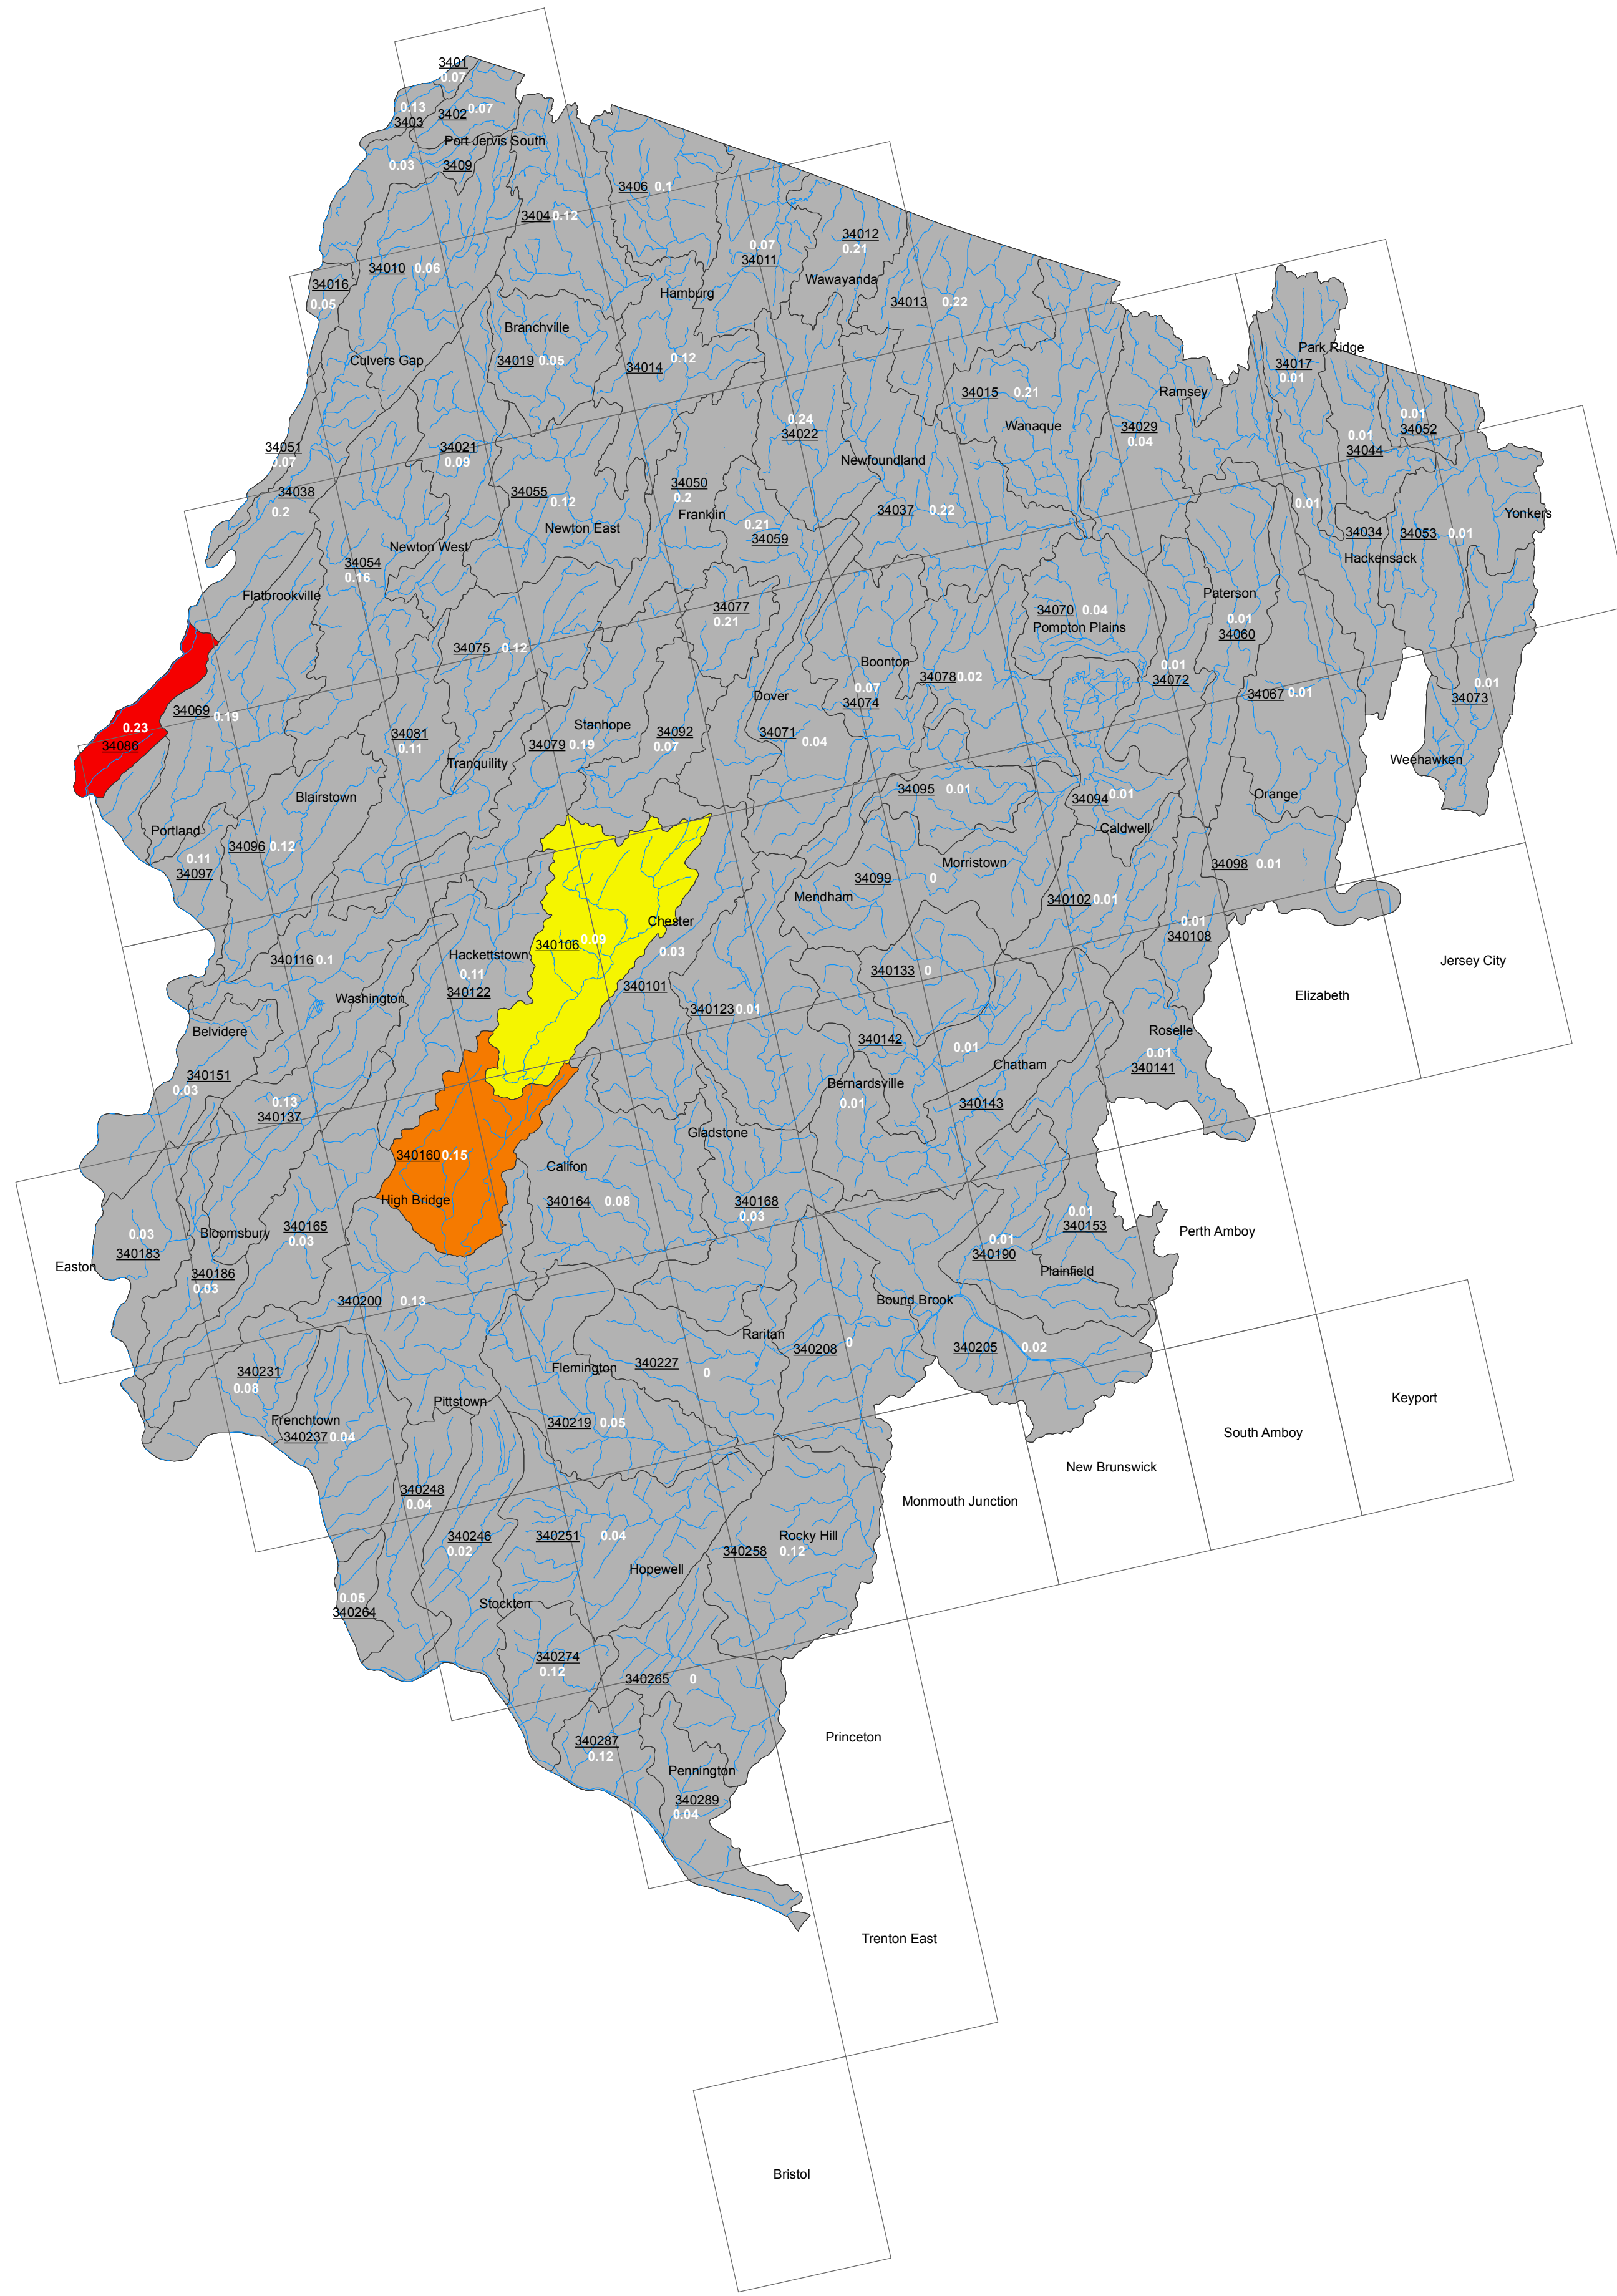 3401
0.07
0.13
3403
3402 0.07
Port Jervis South
0.03
3409
3406 0.1
3404 0.12
34012
0.21
0.07
34011
34010 0.06
34016
0.05
Wawayanda
Hamburg
34013 0.22
Branchville
34019 0.05
Culvers Gap
34014 0.12
Park Ridge
34017
0.01
Ramsey
34015 0.21
Wanaque
34029
0.04
0.24
34022
0.01
34052
0.01
34044
34051
0.07
34021
0.09
Newfoundland
34038
0.2
34055 0.12
34050
0.2
Franklin
0.21
34059
34037 0.22
0.01
34034
34053 0.01
Yonkers
Hackensack
Newton East
Newton West
34054
0.16
Flatbrookville
34077
0.21
34070 0.04
Pompton Plains
Paterson
0.01
34060
34075 0.12
Boonton
0.07
34074
34078 0.02
0.01
34072
34067 0.01
0.01
34073
Dover
34069 0.19
0.23
34086
34081
0.11
Stanhope
34079 0.19
34092
0.07
34071 0.04
Tranquility
Weehawken
Blairstown
34095 0.01
34094 0.01
Orange
Portland
Caldwell
34096 0.12
0.11
34097
Morristown
34098 0.01
34099 0
Mendham
340102 0.01
Chester
340106 0.09
0.03
0.01
340108
Hackettstown
340116 0.1
0.11
340122
340101
340133 0
Jersey City
Elizabeth
Washington
340123 0.01
Belvidere
Roselle
340142
0.01
0.01
340141
Chatham
340151
0.03
Bernardsville
0.01
0.13
340137
340143
Gladstone
340160 0.15
Califon
High Bridge
340164 0.08
340168
0.03
0.01
340153
Perth Amboy
Bloomsbury
340165
0.03
0.03
340183
0.01
340190
Easton
340186
0.03
Plainfield
340200 0.13
Bound Brook
Raritan
340208 0
340205 0.02
340231
0.08
Flemington
340227 0
Keyport
Pittstown
Frenchtown
340237 0.04
340219 0.05
South Amboy
New Brunswick
340248
0.04
Monmouth Junction
340246
0.02
340251 0.04
Rocky Hill
340258 0.12
Hopewell
0.05
340264
Stockton
340274
0.12
340265 0
340287
0.12
Princeton
Pennington
340289
0.04
Trenton East
Bristol